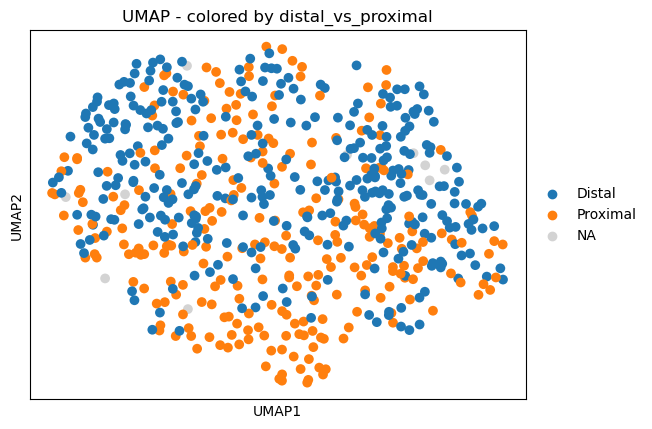 UMAP - colored by distal_vs_proximal
UMAP2
Distal
Proximal
NA
UMAP1